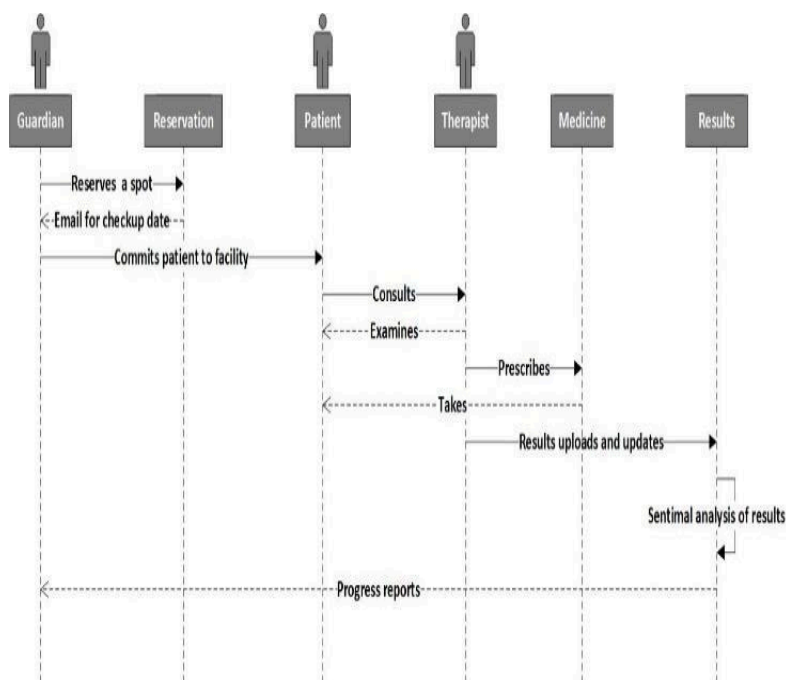 Guardian
Reservation
Patient
Therapist
Medicine
Results
Reserves a spot
Email for checkup date
Commits patient to facility
Consults
Examines
Prescribes
Takes
Results uploads and updates
Sentimal analysis of results
Progress reports